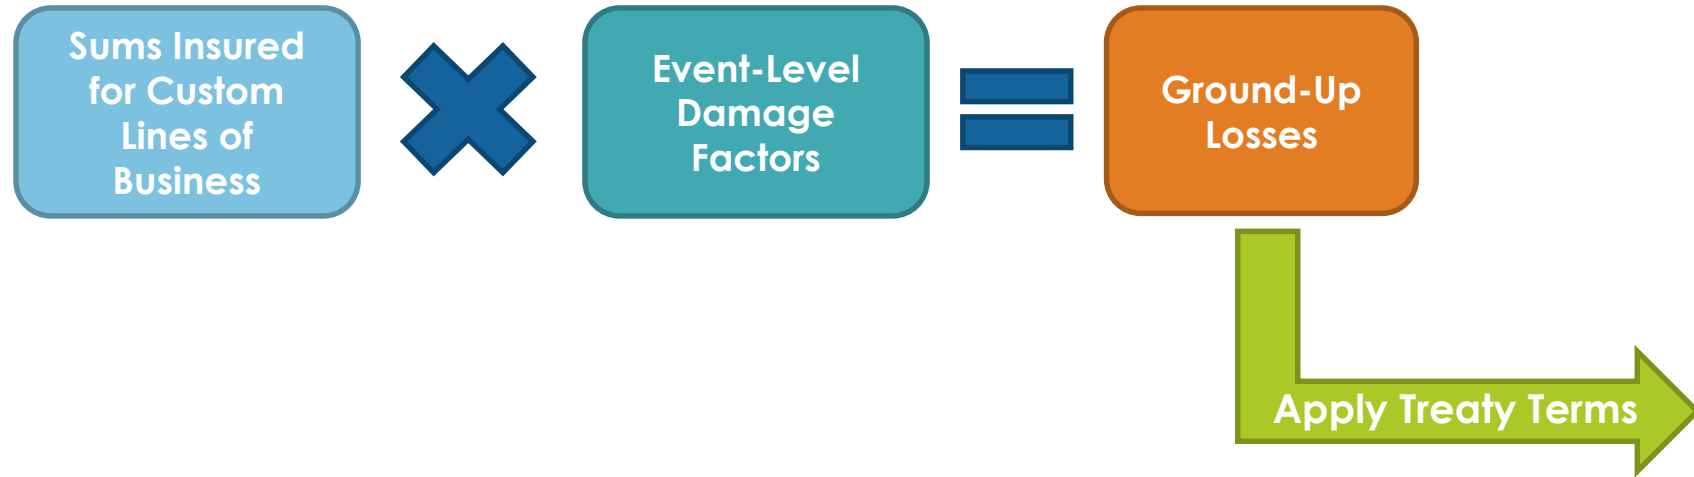 Sums Insured
for Custom
Lines of
Business
Event-Level
Damage
Factors
Ground-Up
Losses
Apply Treaty Terms